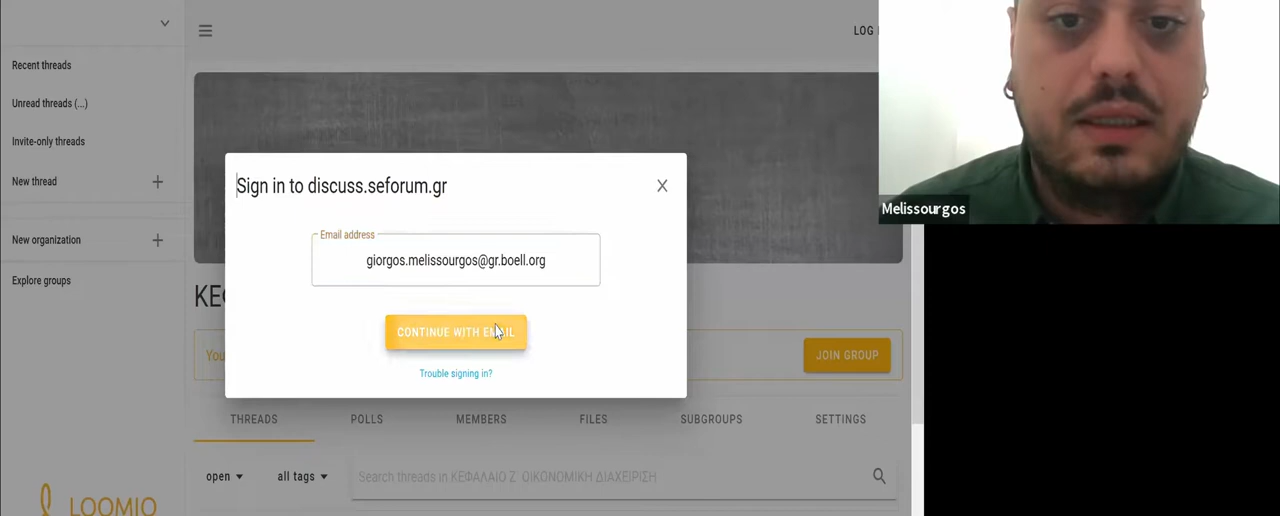 LOG
Recent threads
Unread threads (...)
Invite-only threads
New thread
New organization
Explore groups
Sign in to discuss.seforum.gr
Email address
giorgos.melissourgos@gr.boell.org
CONTINUE WITH EMAIL
Trouble signing in?
Melissourgos
You
JOIN GROUP
THREADS POLLS MEMBERS FILES SUBGROUPS SETTINGS
open all tags Search threads in ΚΕΦΑΛΑΙΟ Ζ΄ ΟΙΚΟΝΟΜΙΚΗ ΔΙΑΧΕΙΡΙΣΗ
LOOMIO